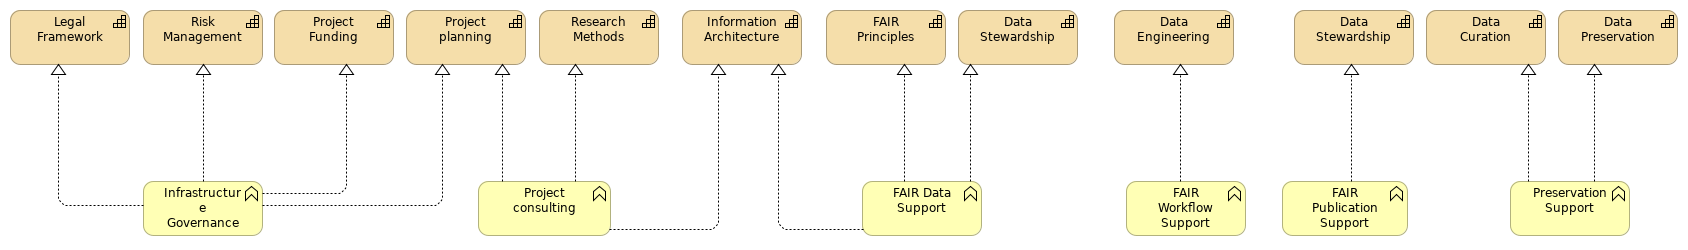 Legal
Framework
Risk
Management
Project
Funding
Project
planning
Research
Methods
Information
Architecture
FAIR
Principles
Data
Stewardship
Data
Engineering
Data
Stewardship
Data
Curation
Data
Preservation
Infrastructur
e
Governance
Project
consulting
FAIR Data
Support
FAIR
Workflow
Support
FAIR
Publication
Support
Preservation
Support